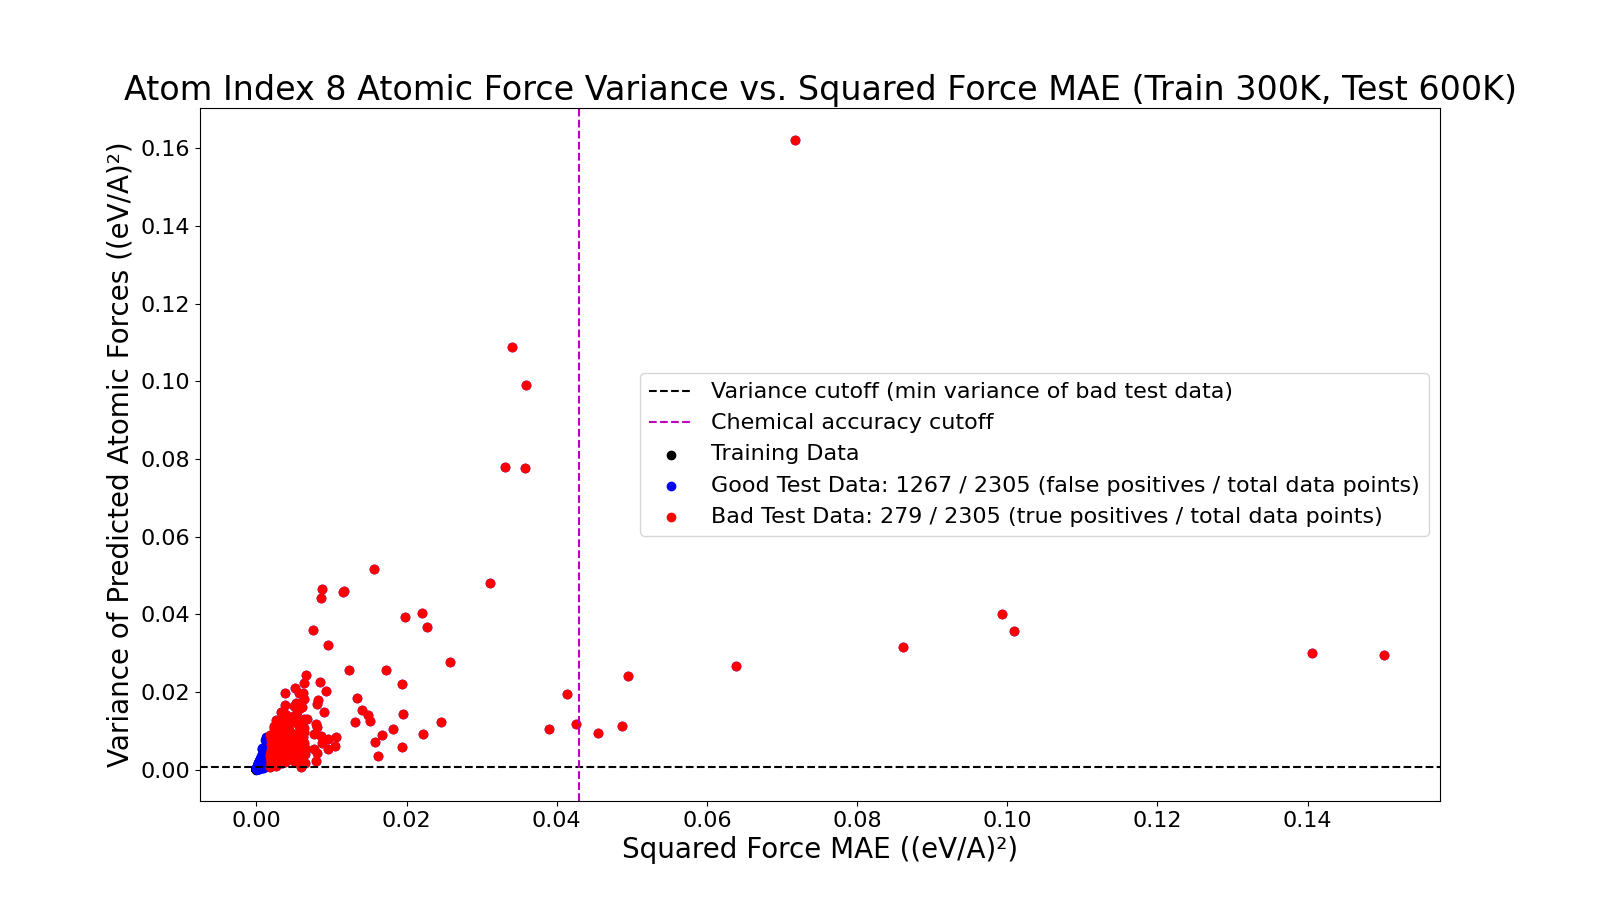 Atom Index 8 Atomic Force Variance vs. Squared Force MAE (Train 300K, Test 600K)
Variance of Predicted Atomic Forces ((eV/A)²)
0.16
0.14
0.12
0.10
0.08
0.06
0.04
0.02
0.00
Variance cutoff (min variance of bad test data)
Chemical accuracy cutoff
Training Data
Good Test Data: 1267 / 2305 (false positives / total data points)
Bad Test Data: 279 / 2305 (true positives / total data points)
0.00 0.02 0.04 0.06 0.08 0.10 0.12 0.14
Squared Force MAE ((eV/A)²)